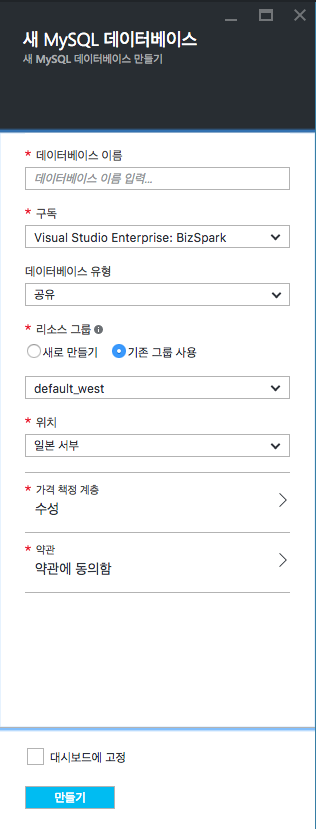 새 MySQL 데이터베이스
새 MySQL 데이터베이스 만들기
* 데이터베이스 이름
데이터베이스 이름 입력...
* 구독
Visual Studio Enterprise: BizSpark
데이터베이스 유형
공유
* 리소스 그룹
새로 만들기 기존 그룹 사용
default_west
* 위치
일본 서부
* 가격 책정 계층
수성
* 약관
약관에 동의함
대시보드에 고정
만들기